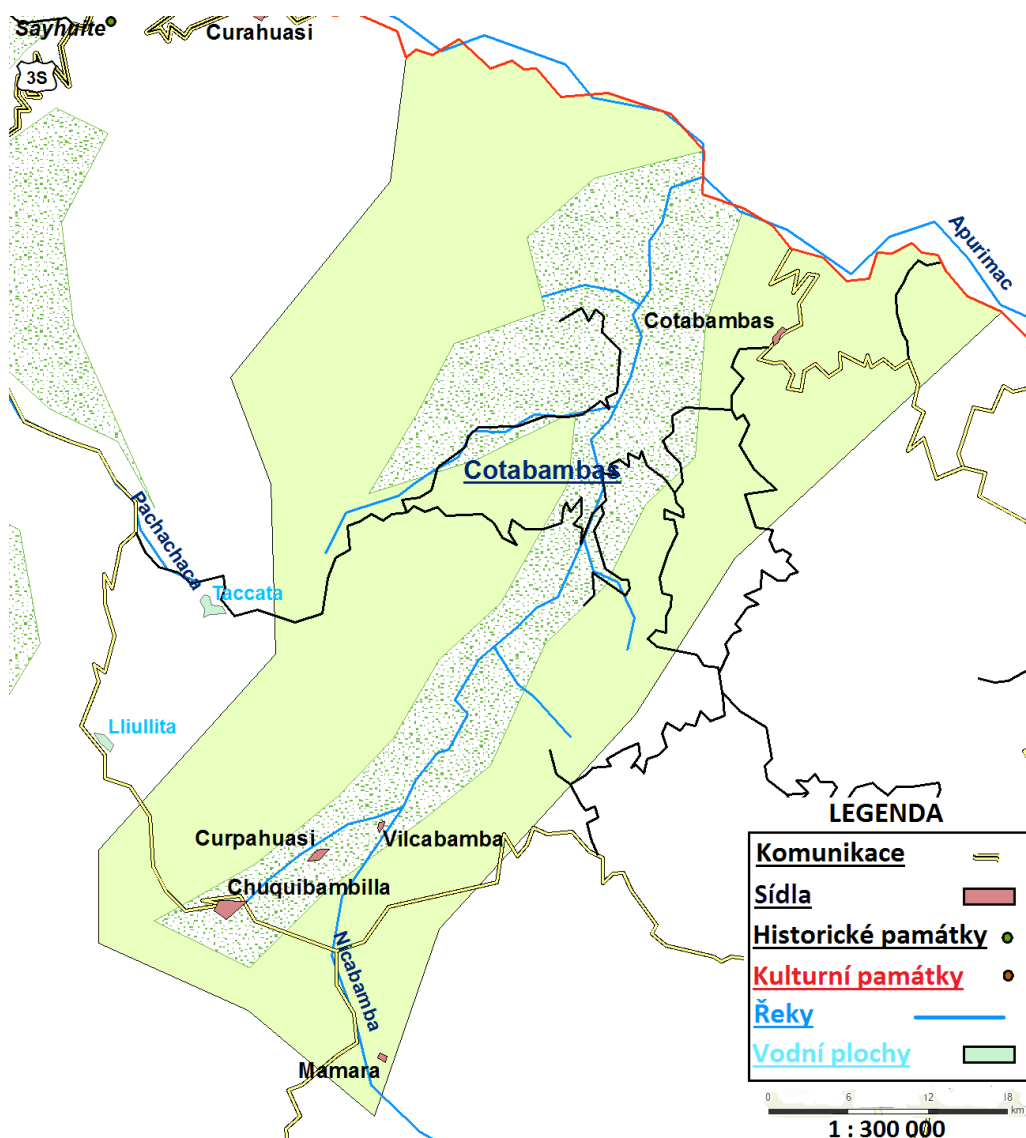 Sayhuite
Curahuasi
3S
Apurimac
Cotabambas
Cotabambas
Pachachaca
Taccata
Lliullita
Curpahuasi
Vilcabamba
Chuquibambilla
Nicabamba
Mamara
LEGENDA
Komunikace
Sídla
Historické památky
Kulturní památky
Řeky
Vodní plochy
0 6 12 18
km
1 : 300 000